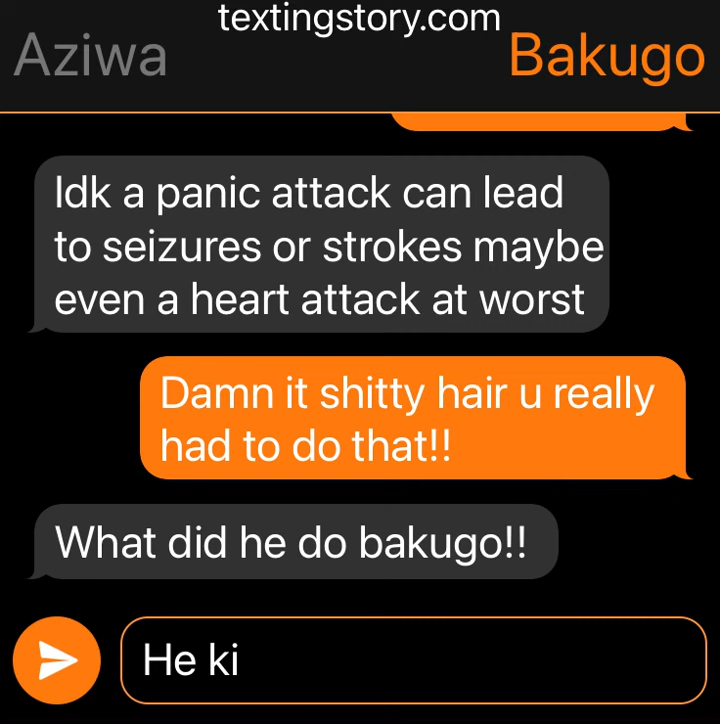 textingstory.com
Aziwa
Bakugo
Idk a panic attack can lead
to seizures or strokes maybe
even a heart attack at worst
Damn it shitty hair u really
had to do that!!
What did he do bakugo!!
He ki